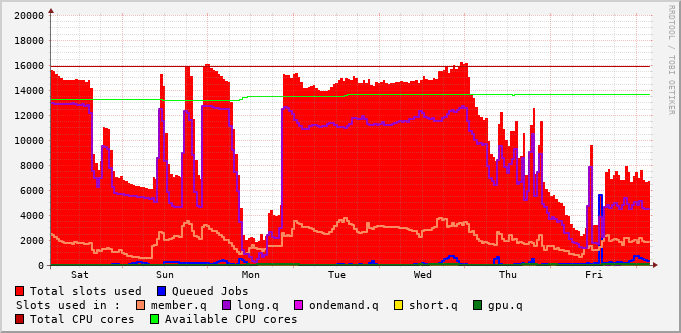 RRDTOOL / TOBI OETIKER
20000
18000
16000
14000
12000
10000
8000
6000
4000
2000
0
Sat Sun Mon Tue Wed Thu Fri
Total slots used Queued Jobs
Slots used in : member.q long.q ondemand.q short.q gpu.q
Total CPU cores Available CPU cores